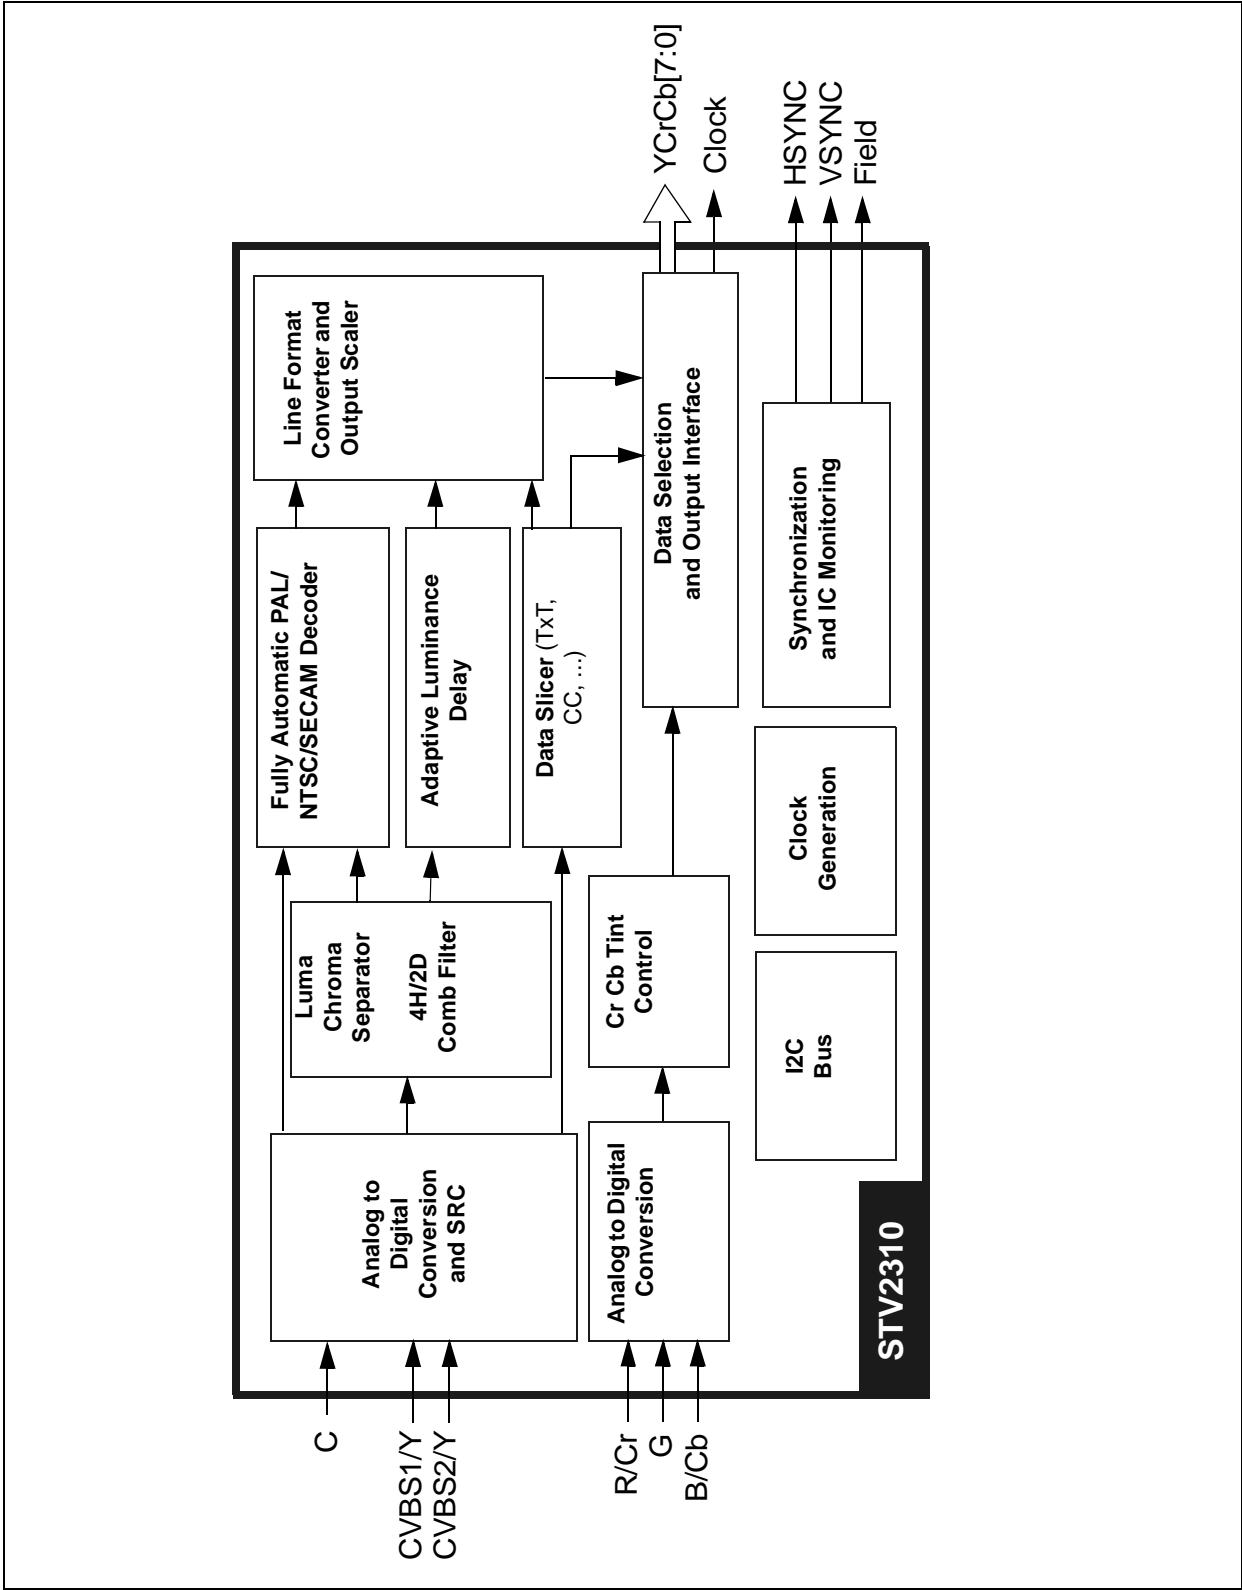 C
CVBS1/Y
CVBS2/Y
R/Cr
G
B/Cb
Analog to
Digital
Conversion
and SRC
Analog to Digital
Conversion
Luma
Chroma
Separator
4H/2D
Comb Filter
Cr Cb Tint
Control
Fully Automatic PAL/
NTSC/SECAM Decoder
Adaptive Luminance
Delay
Data Slicer (TxT,
CC, ...)
Line Format
Converter and
Output Scaler
Data Selection
and Output Interface
I2C
Bus
Clock
Generation
Synchronization
and IC Monitoring
YCrCb[7:0]
Clock
HSYNC
VSYNC
Field
STV2310